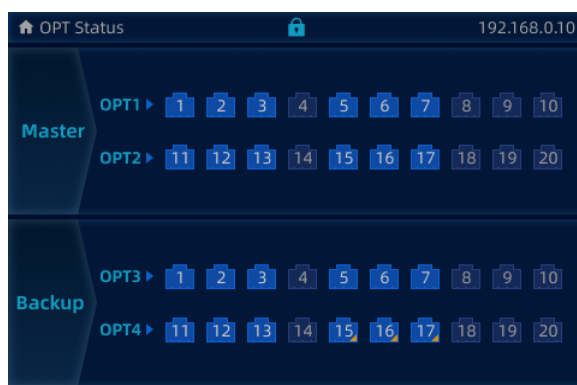 OPT Status 192.168.0.10
Master
OPT1 1 2 3 4 5 6 7 8 9 10
OPT2 11 12 13 14 15 16 17 18 19 20
Backup
OPT3 1 2 3 4 5 6 7 8 9 10
OPT4 11 12 13 14 15 16 17 18 19 20